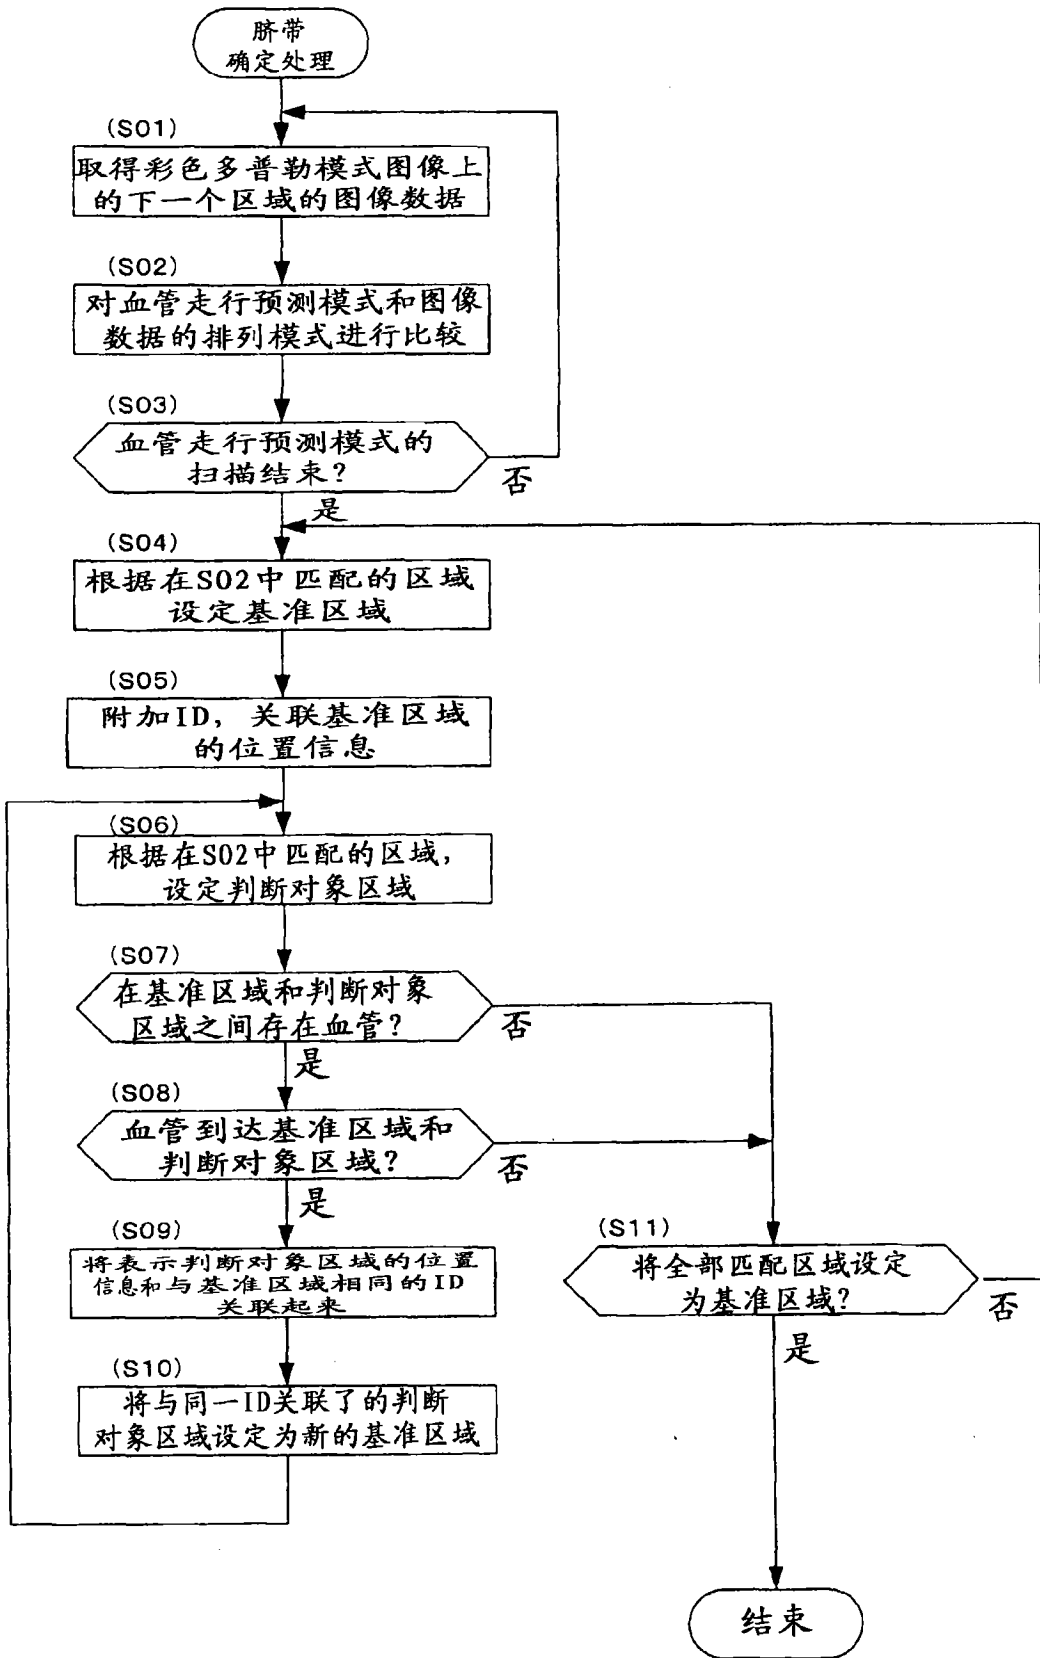 脐带
确定处理
(S01)
取得彩色多普勒模式图像上
的下一个区域的图像数据
(S02)
对血管走行预测模式和图像
数据的排列模式进行比较
(S03)
血管走行预测模式的
扫描结束？
否
是
(S04)
根据在S02中匹配的区域
设定基准区域
(S05)
附加ID，关联基准区域
的位置信息
(S06)
根据在S02中匹配的区域，
设定判断对象区域
(S07)
在基准区域和判断对象
区域之间存在血管？
否
是
(S08)
血管到达基准区域和
判断对象区域？
否
是
(S09)
将表示判断对象区域的位置
信息和与基准区域相同的ID
关联起来
(S10)
将与同一ID关联了的判断
对象区域设定为新的基准区域
(S11)
将全部匹配区域设定
为基准区域？
否
是
结束